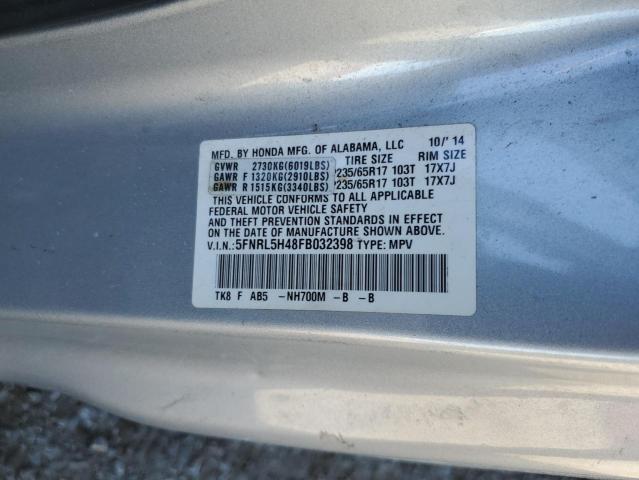 MFD. BY HONDA MFG. OF ALABAMA, LLC 10/'14
TIRE SIZE RIM SIZE
GVWR 2730KG(6019LBS)
GAWR F 1320KG(2910LBS) P235/65R17 103T 17X7J
GAWR R 1515KG(3340LBS) P235/65R17 103T 17X7J
THIS VEHICLE CONFORMS TO ALL APPLICABLE
FEDERAL MOTOR VEHICLE SAFETY
AND THEFT PREVENTION STANDARDS IN EFFECT
ON THE DATE OF MANUFACTURE SHOWN ABOVE.
V.I.N.: 5FNRL5H48FB032398 TYPE: MPV
TK8 F AB5 -NH700M -B -B